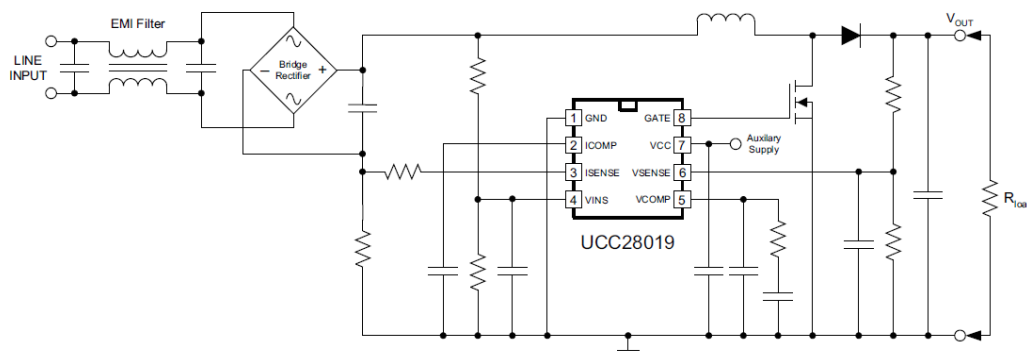 EMI Filter
LINE
INPUT
Bridge
Rectifier
− +
V_OUT
1 GND GATE 8
2 ICOMP VCC 7
3 ISENSE VSENSE 6
4 VINS VCOMP 5
Auxilary
Supply
UCC28019
R_loa